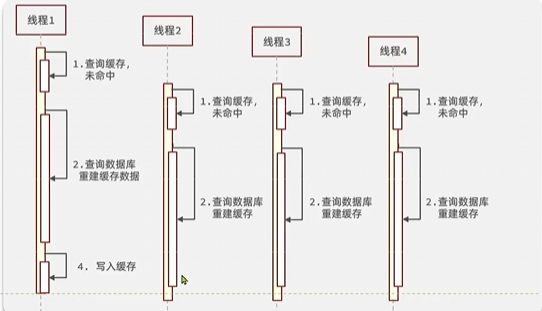 线程1
线程2
线程3
线程4
1.查询缓存,
未命中
1.查询缓存,
未命中
1.查询缓存,
未命中
1.查询缓存,
未命中
2.查询数据库
重建缓存数据
2.查询数据库
重建缓存
2.查询数据库
重建缓存
2.查询数据库
重建缓存
4. 写入缓存